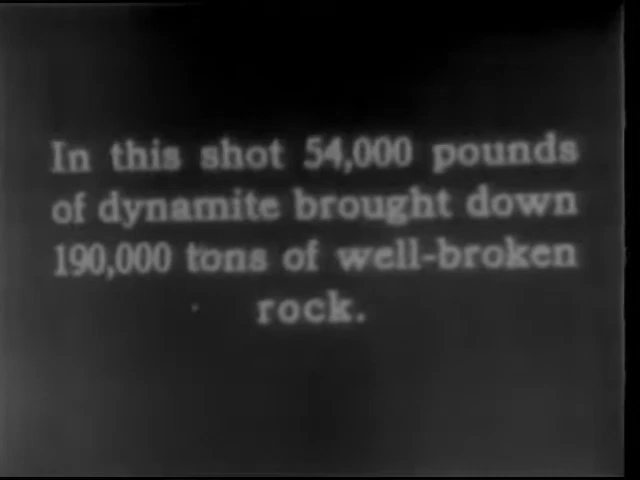 In this shot 54,000 pounds
of dynamite brought down
190,000 tons of well-broken
rock.